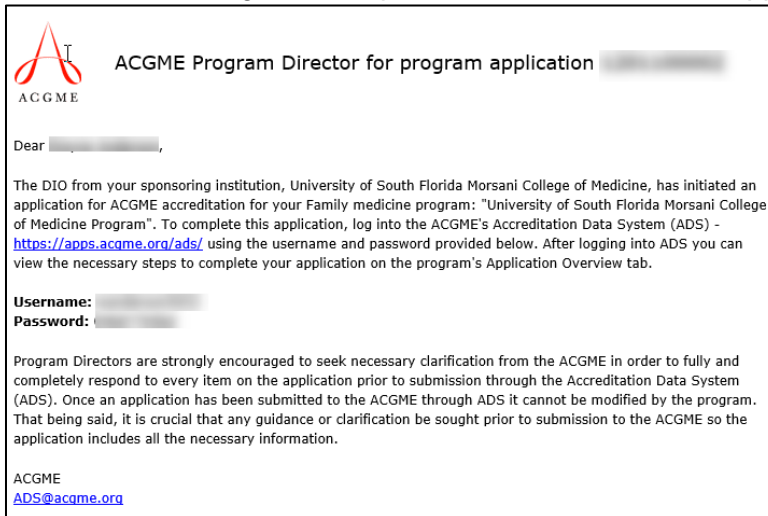 ACGME
ACGME Program Director for program application
Dear ,
The DIO from your sponsoring institution, University of South Florida Morsani College of Medicine, has initiated an
application for ACGME accreditation for your Family medicine program: "University of South Florida Morsani College
of Medicine Program". To complete this application, log into the ACGME's Accreditation Data System (ADS) -
https://apps.acgme.org/ads/ using the username and password provided below. After logging into ADS you can
view the necessary steps to complete your application on the program's Application Overview tab.
Username:
Password:
Program Directors are strongly encouraged to seek necessary clarification from the ACGME in order to fully and
completely respond to every item on the application prior to submission through the Accreditation Data System
(ADS). Once an application has been submitted to the ACGME through ADS it cannot be modified by the program.
That being said, it is crucial that any guidance or clarification be sought prior to submission to the ACGME so the
application includes all the necessary information.
ACGME
ADS@acgme.org